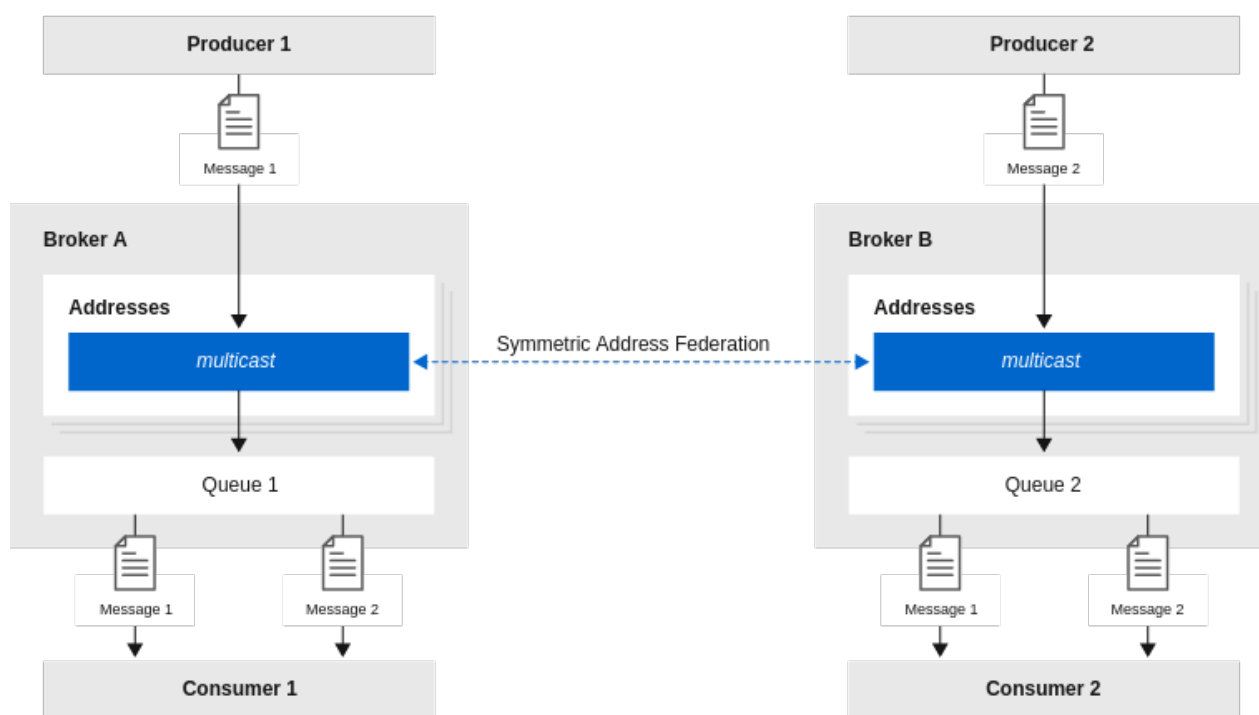 Producer 1
Producer 2
Message 1
Message 2
Broker A
Broker B
Addresses
Addresses
multicast
Symmetric Address Federation
multicast
Queue 1
Queue 2
Message 1
Message 2
Message 1
Message 2
Consumer 1
Consumer 2